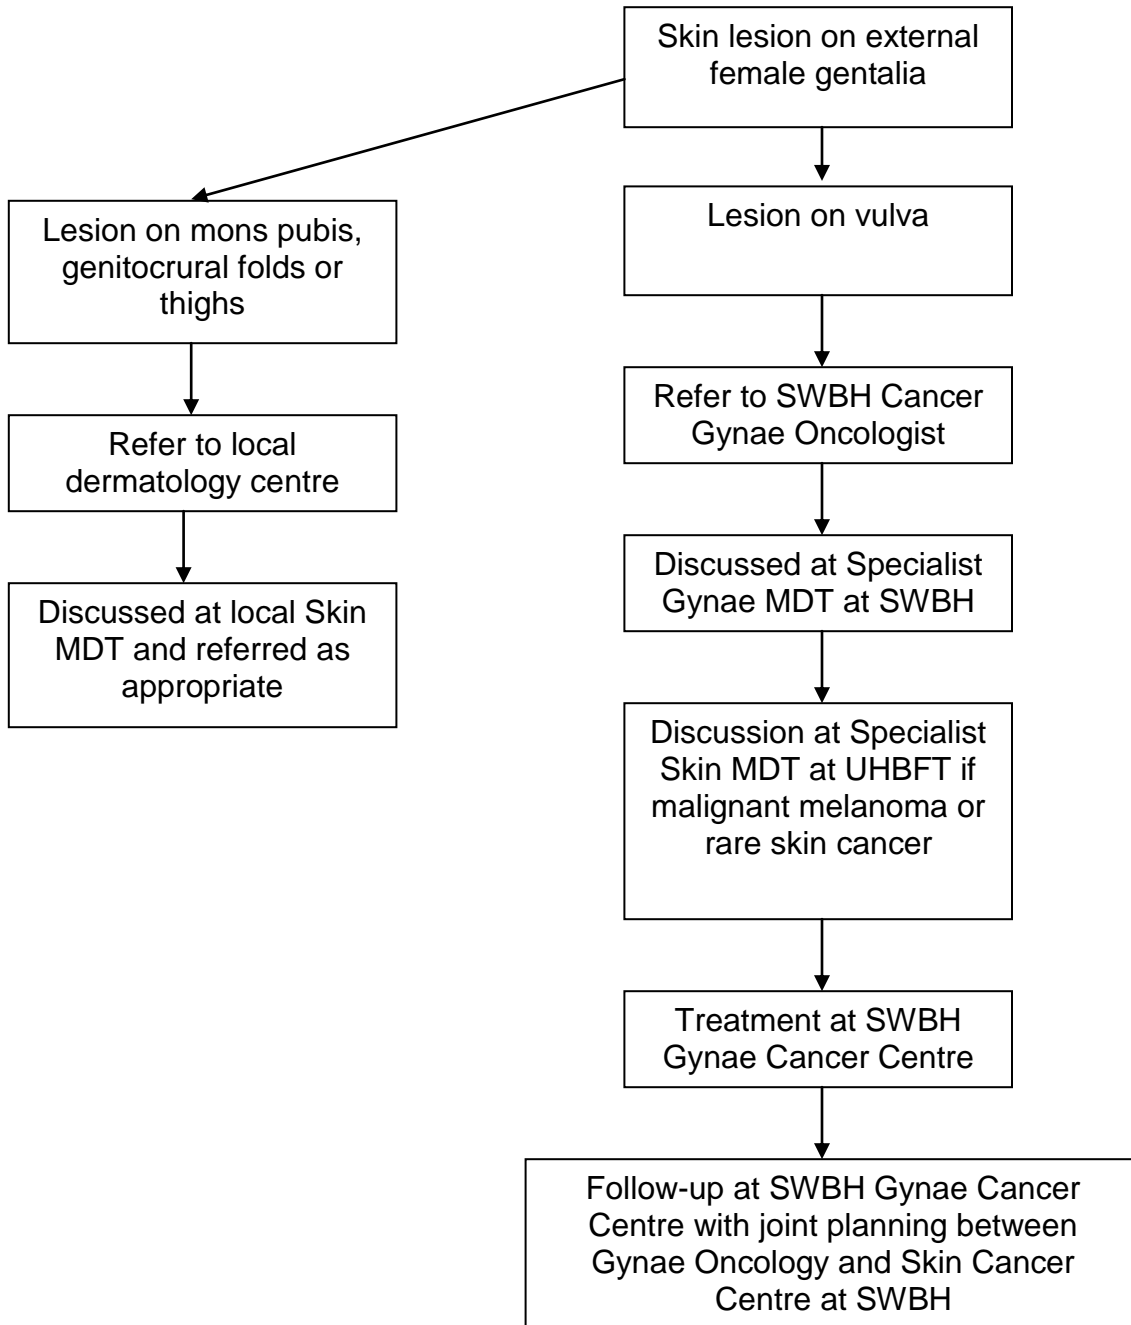 Skin lesion on external
female gentalia
Lesion on mons pubis,
genitocrural folds or
thighs
Refer to local
dermatology centre
Discussed at local Skin
MDT and referred as
appropriate
Lesion on vulva
Refer to SWBH Cancer
Gynae Oncologist
Discussed at Specialist
Gynae MDT at SWBH
Discussion at Specialist
Skin MDT at UHBFT if
malignant melanoma or
rare skin cancer
Treatment at SWBH
Gynae Cancer Centre
Follow-up at SWBH Gynae Cancer
Centre with joint planning between
Gynae Oncology and Skin Cancer
Centre at SWBH